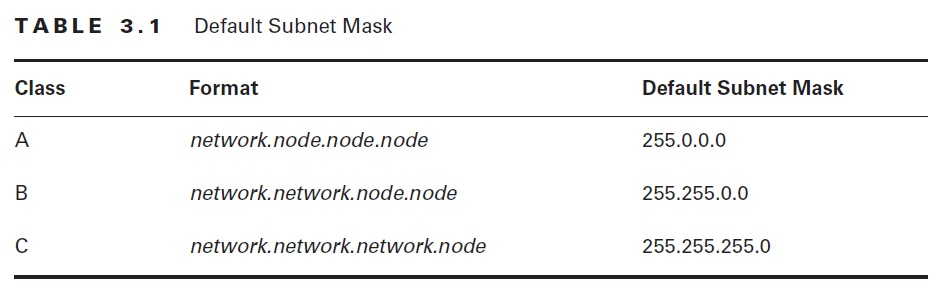 TABLE 3.1 Default Subnet Mask
Class Format Default Subnet Mask
A network.node.node.node 255.0.0.0
B network.network.node.node 255.255.0.0
C network.network.network.node 255.255.255.0